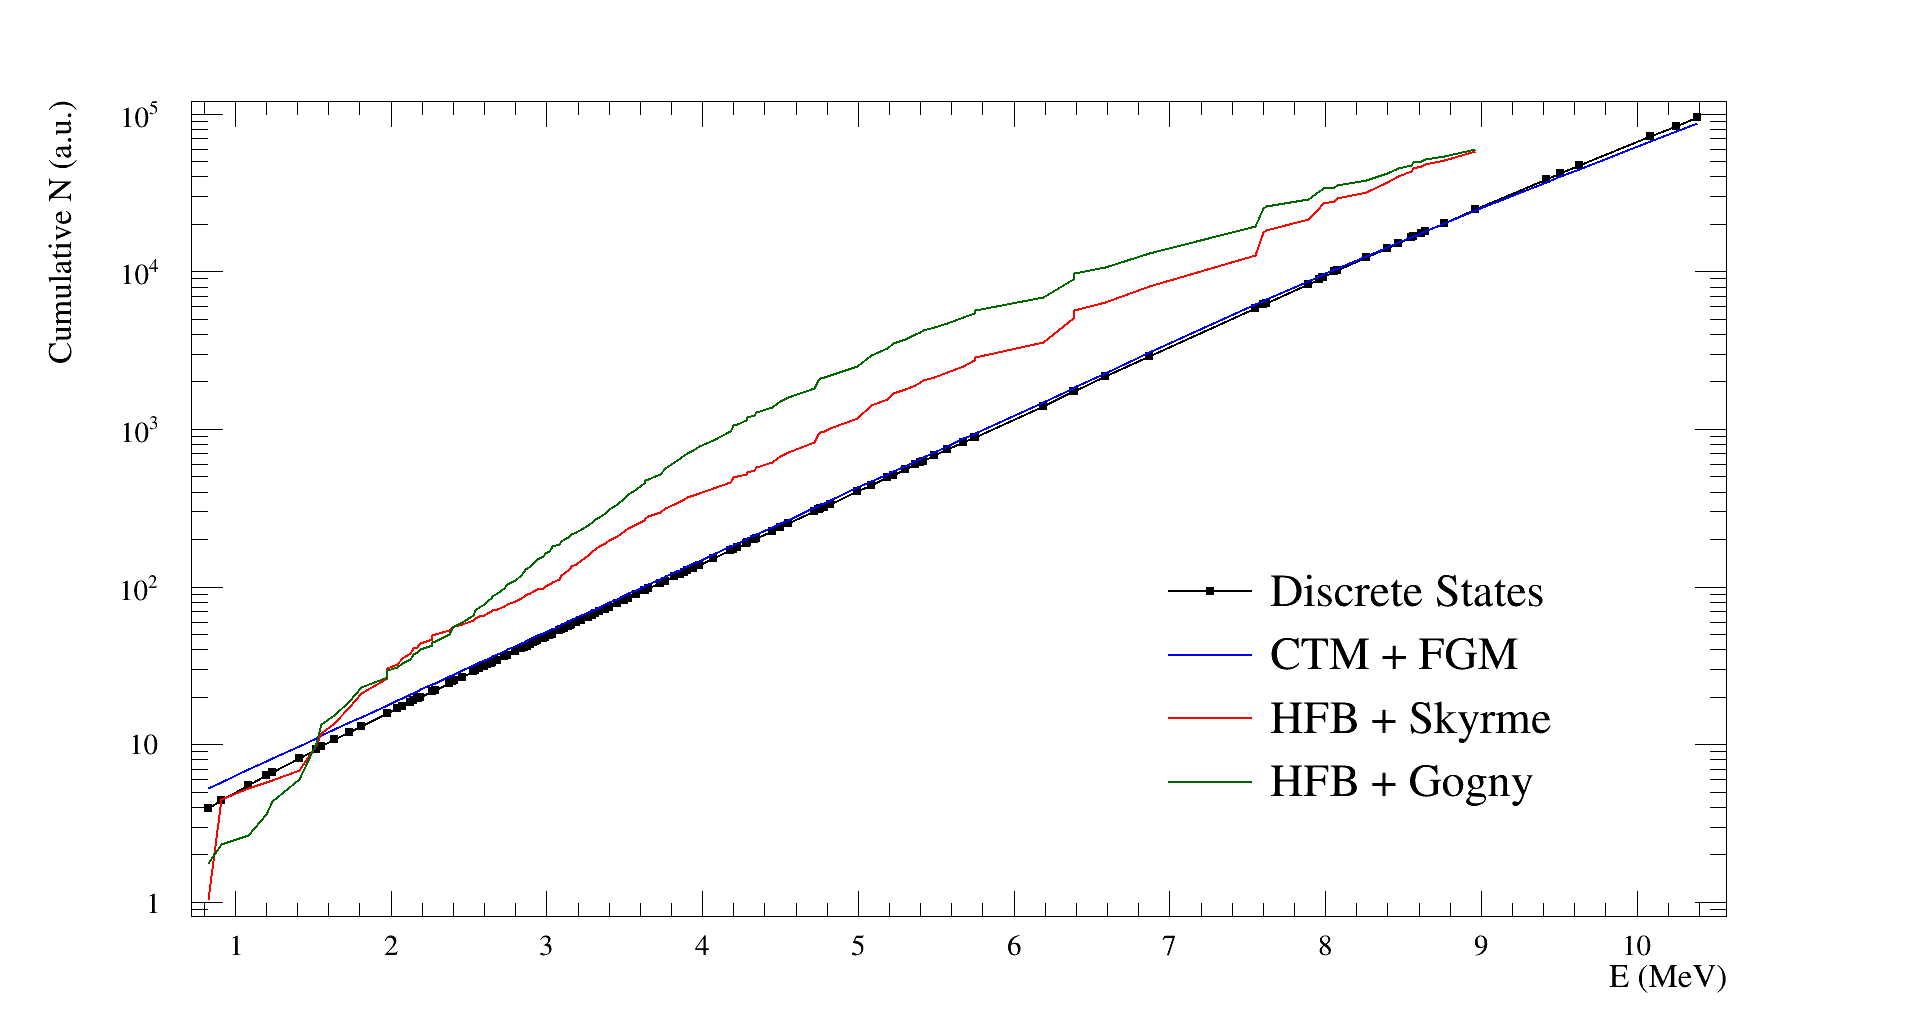 Cumulative N (a.u.)
10⁵
10⁴
10³
10²
10
1
Discrete States
CTM + FGM
HFB + Skyrme
HFB + Gogny
1 2 3 4 5 6 7 8 9 10
E (MeV)